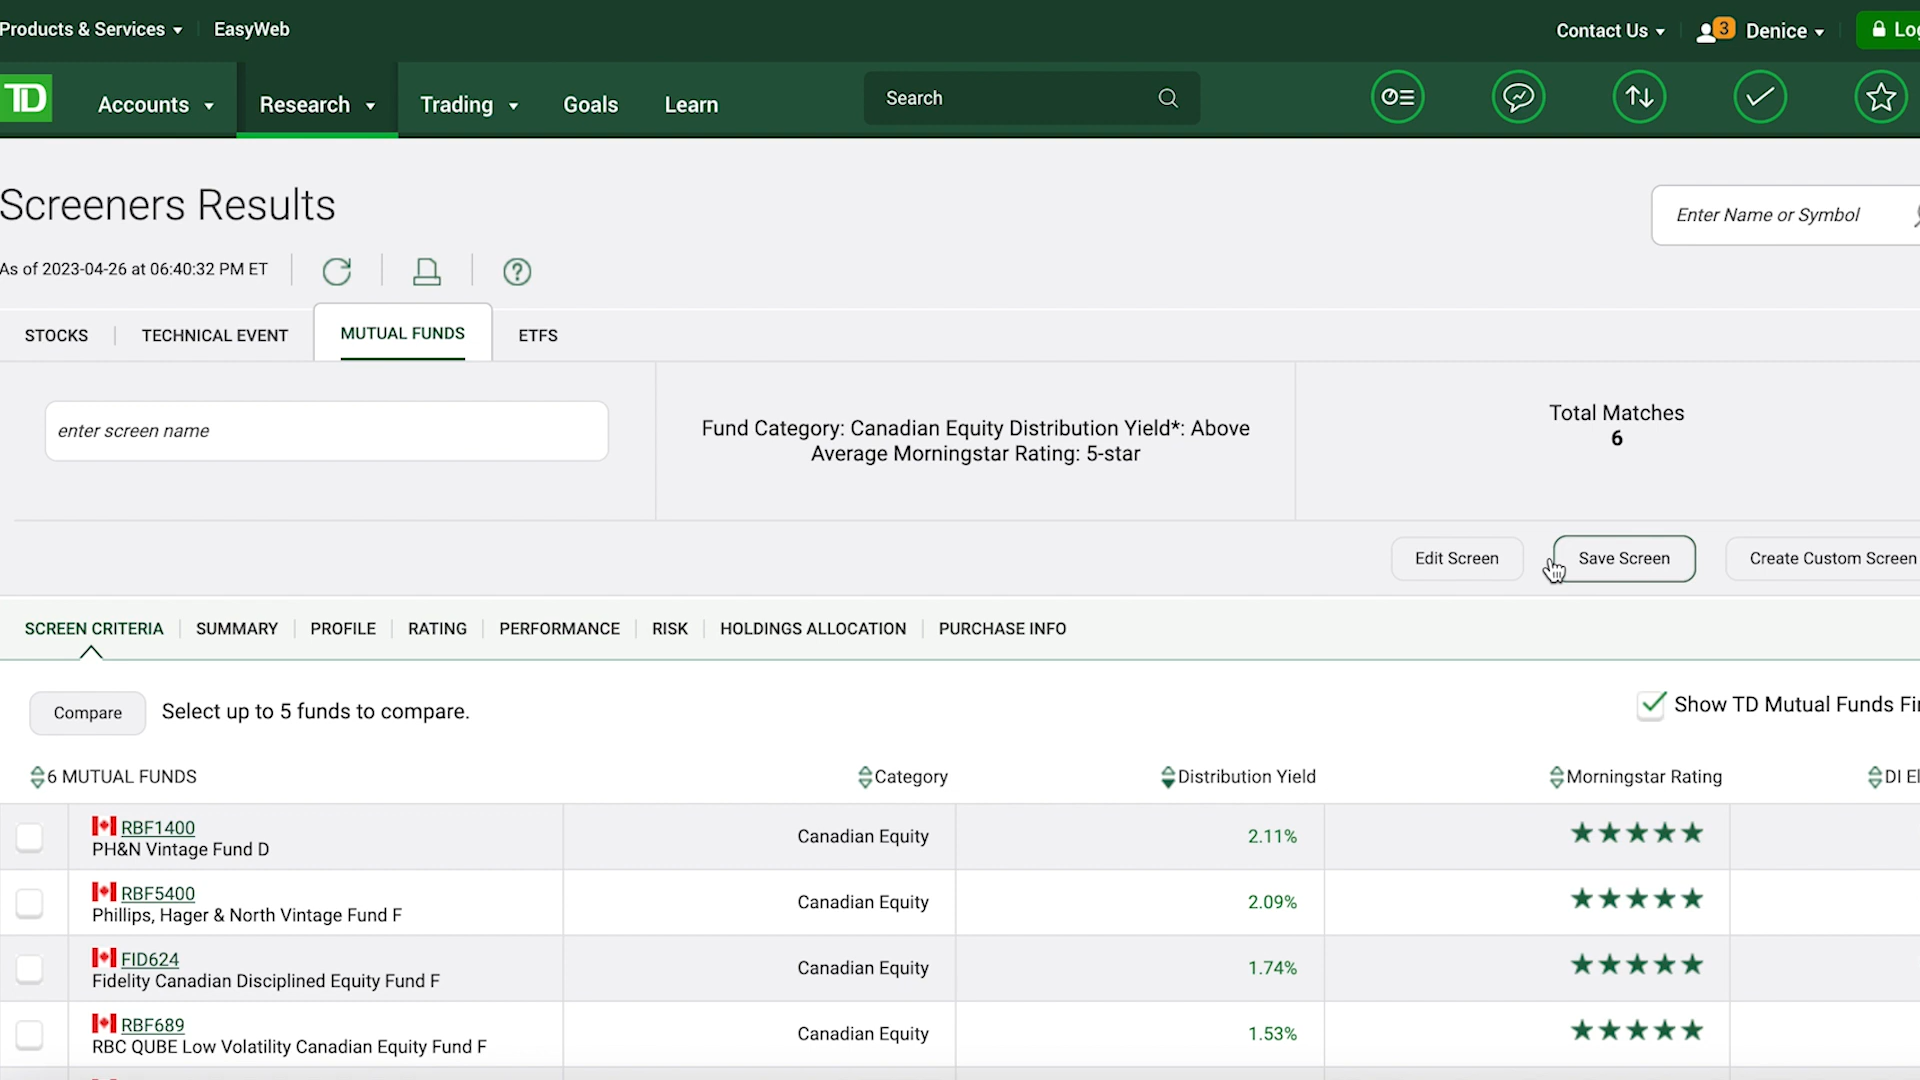 Products & Services EasyWeb Contact Us 3 Denice
TD Accounts Research Trading Goals Learn Search
Screeners Results
Enter Name or Symbol
As of 2023-04-26 at 06:40:32 PM ET
STOCKS TECHNICAL EVENT MUTUAL FUNDS ETFS
enter screen name
Fund Category: Canadian Equity Distribution Yield*: Above
Average Morningstar Rating: 5-star
Total Matches
6
Edit Screen Save Screen Create Custom Screen
SCREEN CRITERIA SUMMARY PROFILE RATING PERFORMANCE RISK HOLDINGS ALLOCATION PURCHASE INFO
Compare Select up to 5 funds to compare. Show TD Mutual Funds
6 MUTUAL FUNDS Category Distribution Yield Morningstar Rating DI
RBF1400
PH&N Vintage Fund D Canadian Equity 2.11%
RBF5400
Phillips, Hager & North Vintage Fund F Canadian Equity 2.09%
FID624
Fidelity Canadian Disciplined Equity Fund F Canadian Equity 1.74%
RBF689
RBC QUBE Low Volatility Canadian Equity Fund F Canadian Equity 1.53%